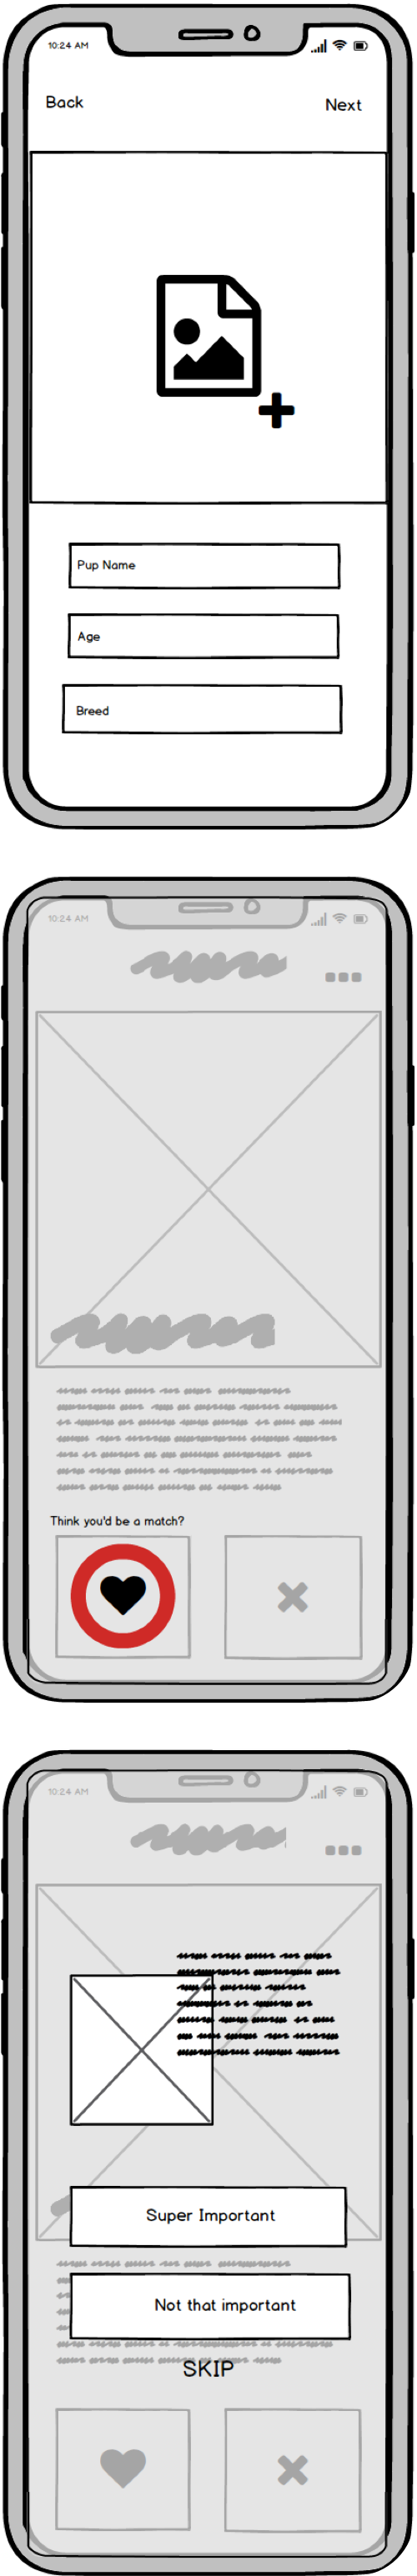 10:24 AM
Back
Next
Pup Name
Age
Breed
10:24 AM
Think you'd be a match?
10:24 AM
Super Important
Not that important
SKIP